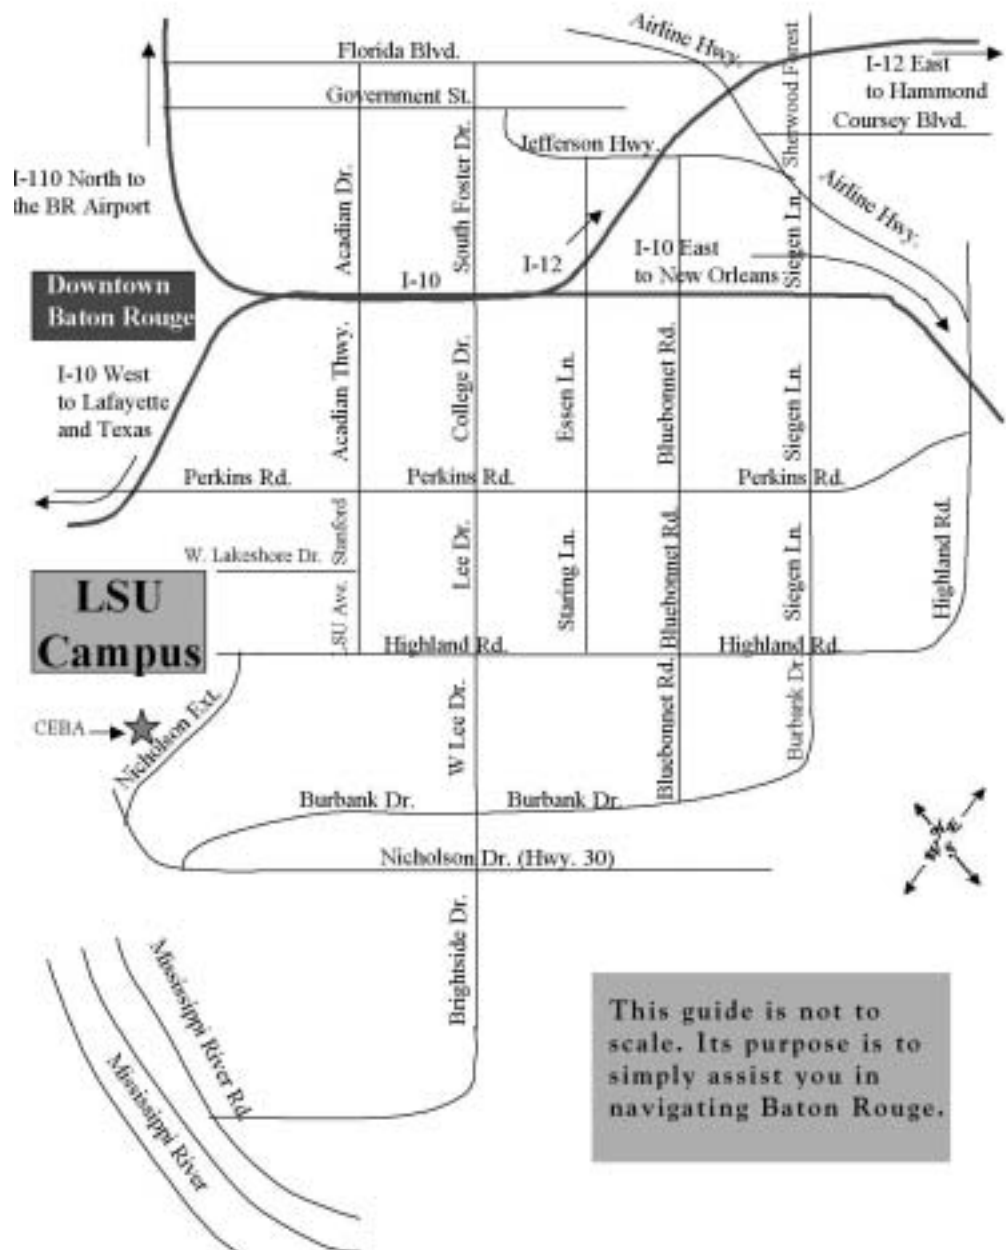 Airline Hwy.
Florida Blvd.
I-12 East
to Hammond
Government St.
Coursey Blvd.
Sherwood Forest
Jefferson Hwy.
South Foster Dr.
Acadian Dr.
I-110 North to
the BR Airport
Airline Hwy.
Siegen Ln.
I-10 East
to New Orleans
I-12
I-10
Downtown
Baton Rouge
I-10 West
to Lafayette
and Texas
Acadian Thwy.
College Dr.
Essen Ln.
Bluebonnet Rd.
Siegen Ln.
Perkins Rd.
Perkins Rd.
Perkins Rd.
Stanford
W. Lakeshore Dr.
Lee Dr.
Staring Ln.
Bluebonnet Rd.
Siegen Ln.
Highland Rd.
LSU
Campus
LSU Ave.
Highland Rd.
Highland Rd.
CEBA
Nicholson Ext.
W Lee Dr.
Bluebonnet Rd.
Burbank Dr.
Burbank Dr.
Burbank Dr.
Nicholson Dr. (Hwy. 30)
Brightside Dr.
Mississippi River Rd.
Mississippi River
This guide is not to
scale. Its purpose is to
simply assist you in
navigating Baton Rouge.